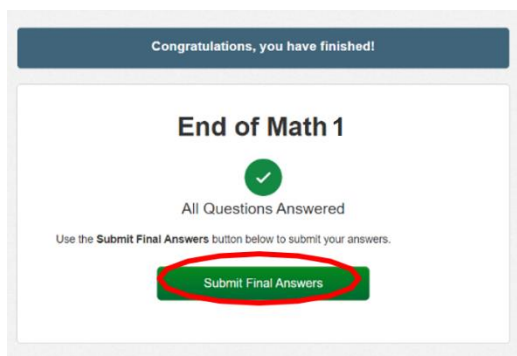 Congratulations, you have finished!
End of Math 1
All Questions Answered
Use the Submit Final Answers button below to submit your answers.
Submit Final Answers